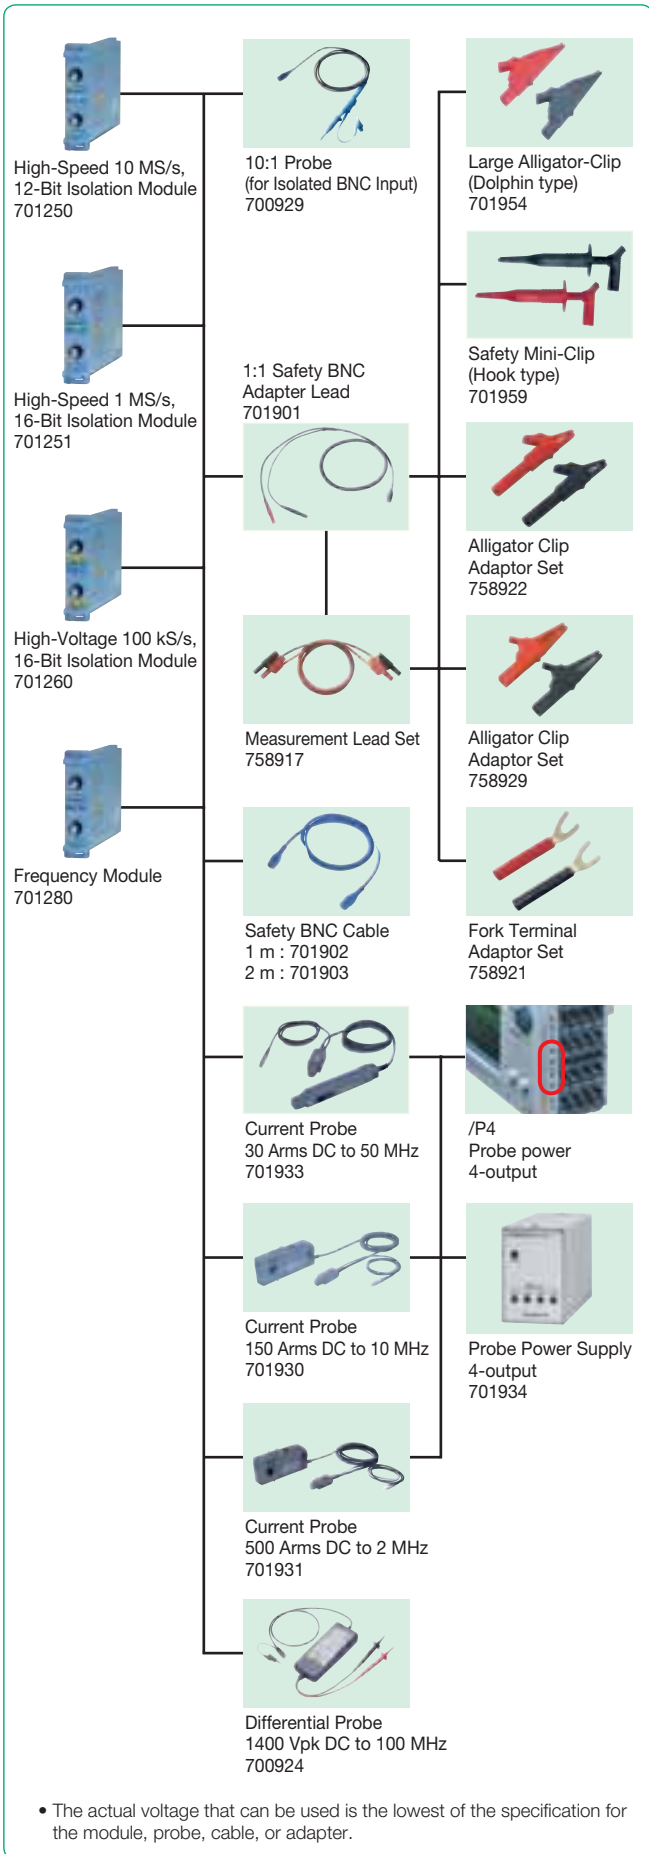 High-Speed 10 MS/s,
12-Bit Isolation Module
701250
High-Speed 1 MS/s,
16-Bit Isolation Module
701251
High-Voltage 100 kS/s,
16-Bit Isolation Module
701260
Frequency Module
701280
10:1 Probe
(for Isolated BNC Input)
700929
1:1 Safety BNC
Adapter Lead
701901
Measurement Lead Set
758917
Safety BNC Cable
1 m : 701902
2 m : 701903
Current Probe
30 Arms DC to 50 MHz
701933
Current Probe
150 Arms DC to 10 MHz
701930
Current Probe
500 Arms DC to 2 MHz
701931
Differential Probe
1400 Vpk DC to 100 MHz
700924
Large Alligator-Clip
(Dolphin type)
701954
Safety Mini-Clip
(Hook type)
701959
Alligator Clip
Adaptor Set
758922
Alligator Clip
Adaptor Set
758929
Fork Terminal
Adaptor Set
758921
/P4
Probe power
4-output
Probe Power Supply
4-output
701934
• The actual voltage that can be used is the lowest of the specification for
the module, probe, cable, or adapter.